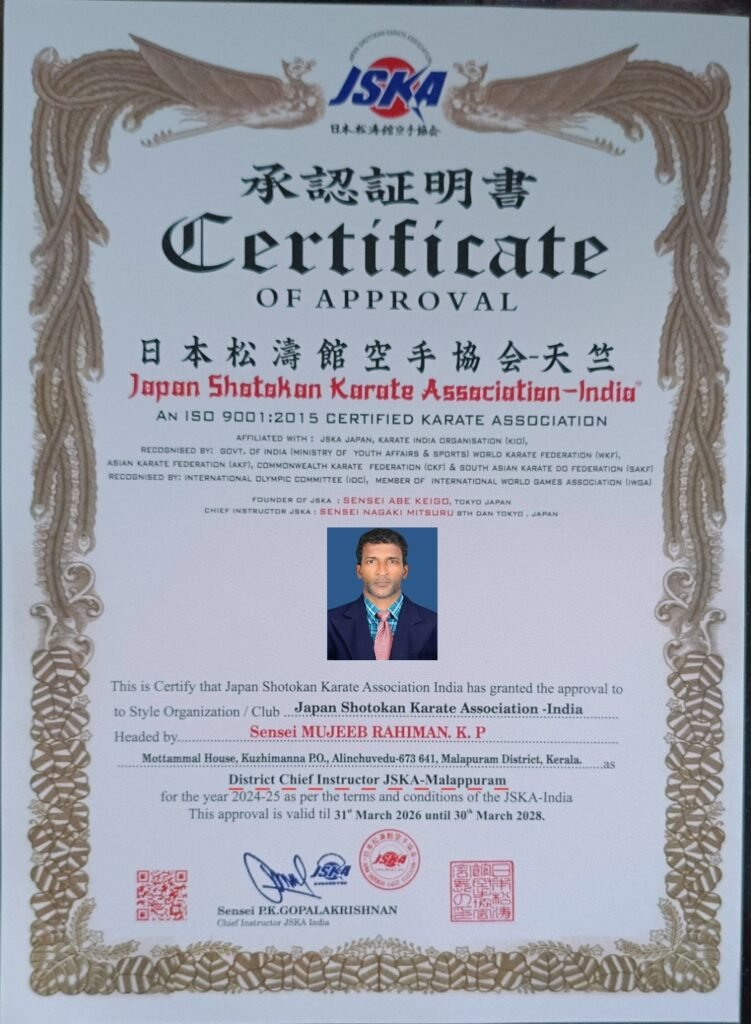 JAPAN SHOTOKAN KARATE ASSOCIATION
JSKA
日本松涛館空手協会
承認証明書
Certificate
OF APPROVAL
日本松濤館空手協会-天竺
Japan Shotokan Karate Association-India
AN ISO 9001:2015 CERTIFIED KARATE ASSOCIATION
AFFILIATED WITH : JSKA JAPAN, KARATE INDIA ORGANISATION (KIO),
RECOGNISED BY: GOVT. OF INDIA (MINISTRY OF YOUTH AFFAIRS & SPORTS) WORLD KARATE FEDERATION (WKF),
ASIAN KARATE FEDERATION (AKF), COMMONWEALTH KARATE FEDERATION (CKF) & SOUTH ASIAN KARATE DO FEDERATION (SAKF)
RECOGNISED BY: INTERNATIONAL OLYMPIC COMMITTEE (IOC), MEMBER OF INTERNATIONAL WORLD GAMES ASSOCIATION (IWGA)
FOUNDER OF JSKA : SENSEI ABE KEIGO, TOKYO JAPAN
CHIEF INSTRUCTOR JSKA : SENSEI NAGAKI MITSURU 8TH DAN TOKYO , JAPAN
This is Certify that Japan Shotokan Karate Association India has granted the approval to
to Style Organization / Club Japan Shotokan Karate Association -India
Headed by Sensei MUJEEB RAHIMAN. K. P
Mottammal House, Kuzhimanna P.O., Alinchuvedu-673 641, Malapuram District, Kerala. as
District Chief Instructor JSKA-Malappuram
for the year 2024-25 as per the terms and conditions of the JSKA-India
This approval is valid til 31st March 2026 until 30th March 2028.
JSKA
JSKA
Sensei P.K.GOPALAKRISHNAN
Chief Instructor JSKA India